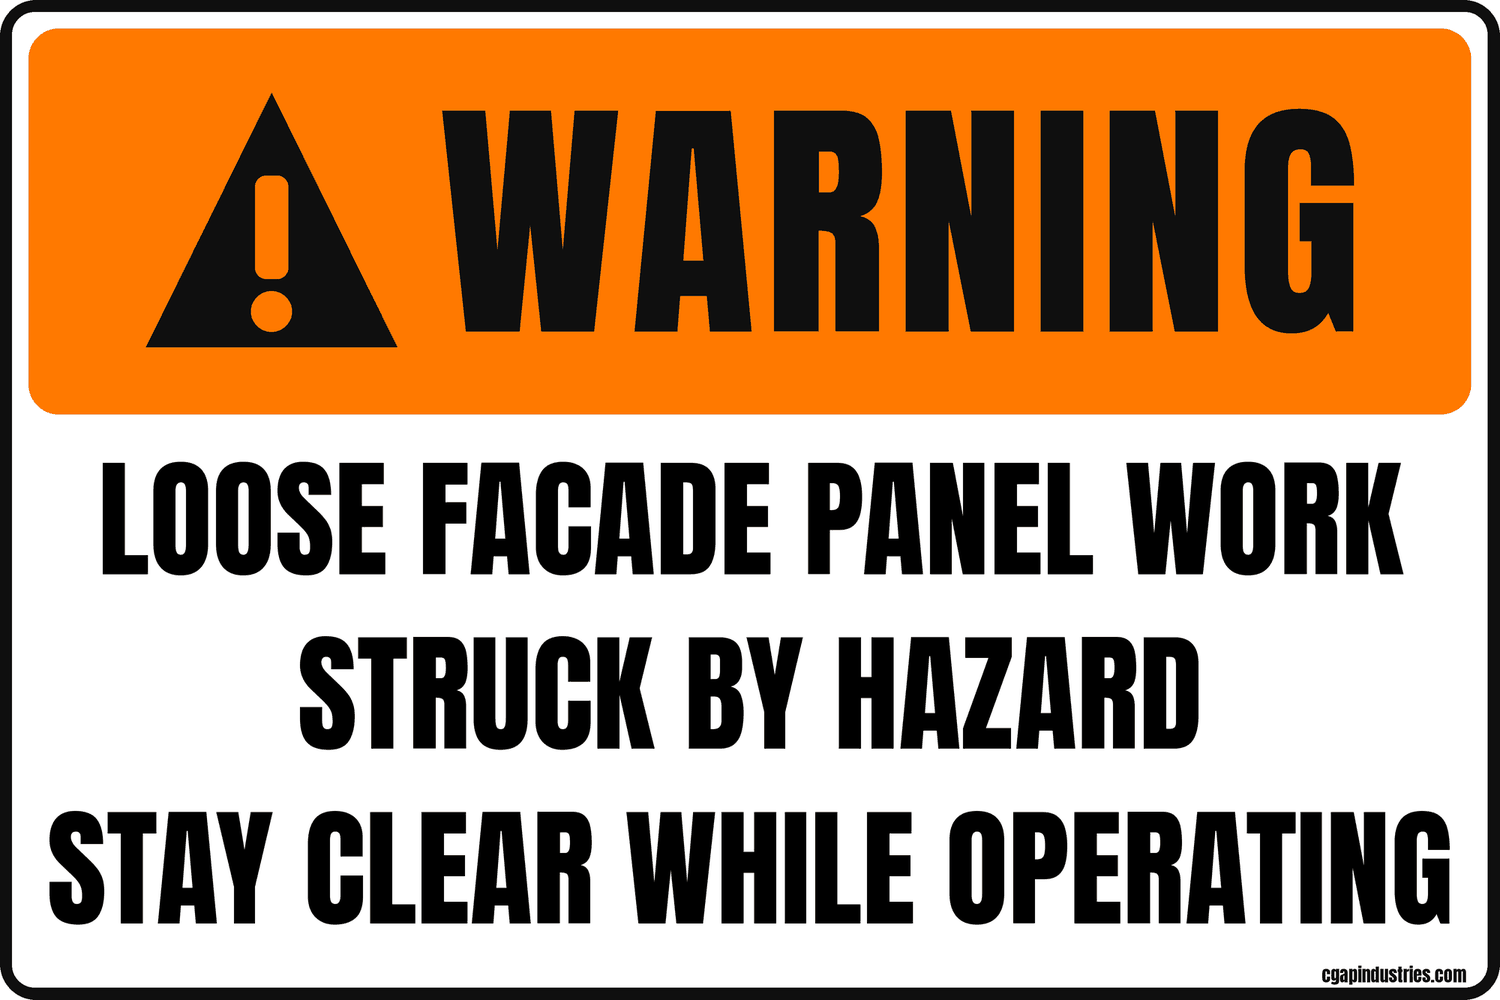 WARNING
LOOSE FACADE PANEL WORK
STRUCK BY HAZARD
STAY CLEAR WHILE OPERATING
cgapindustries.com